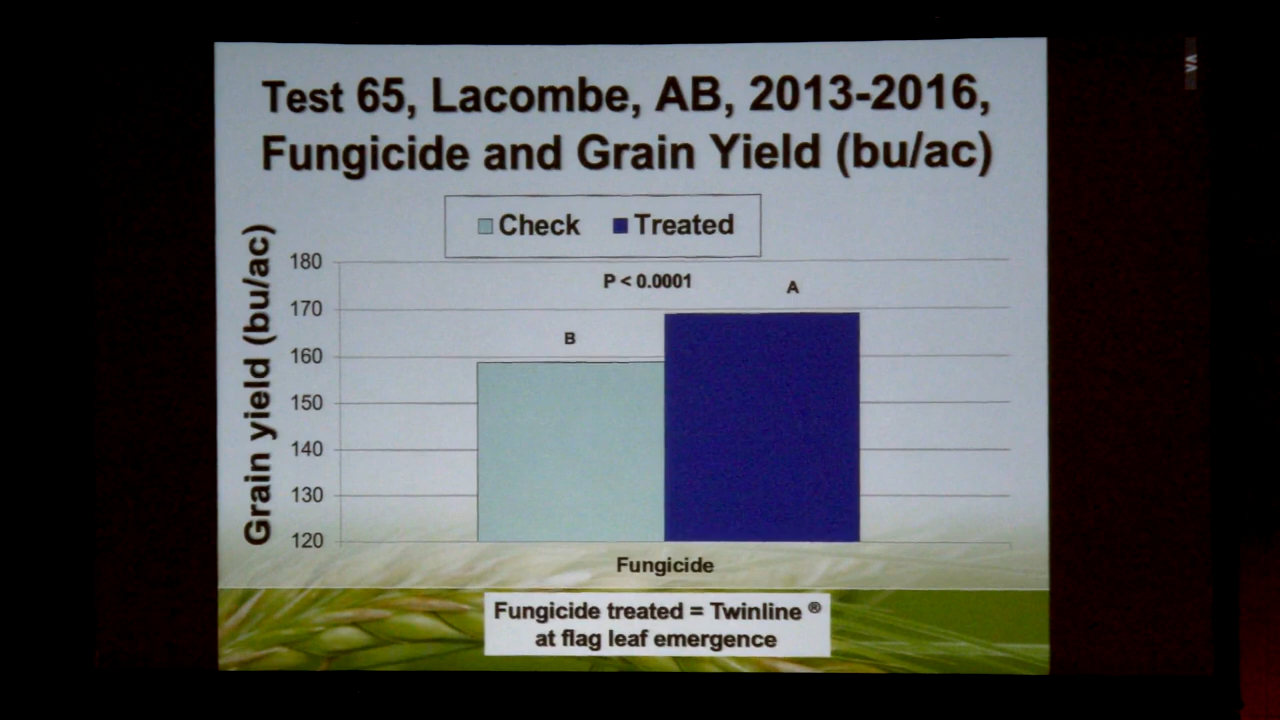 Test 65, Lacombe, AB, 2013-2016,
Fungicide and Grain Yield (bu/ac)
Check Treated
Grain yield (bu/ac)
180
170
160
150
140
130
120
P < 0.0001
A
B
Fungicide
Fungicide treated = Twinline ®
at flag leaf emergence